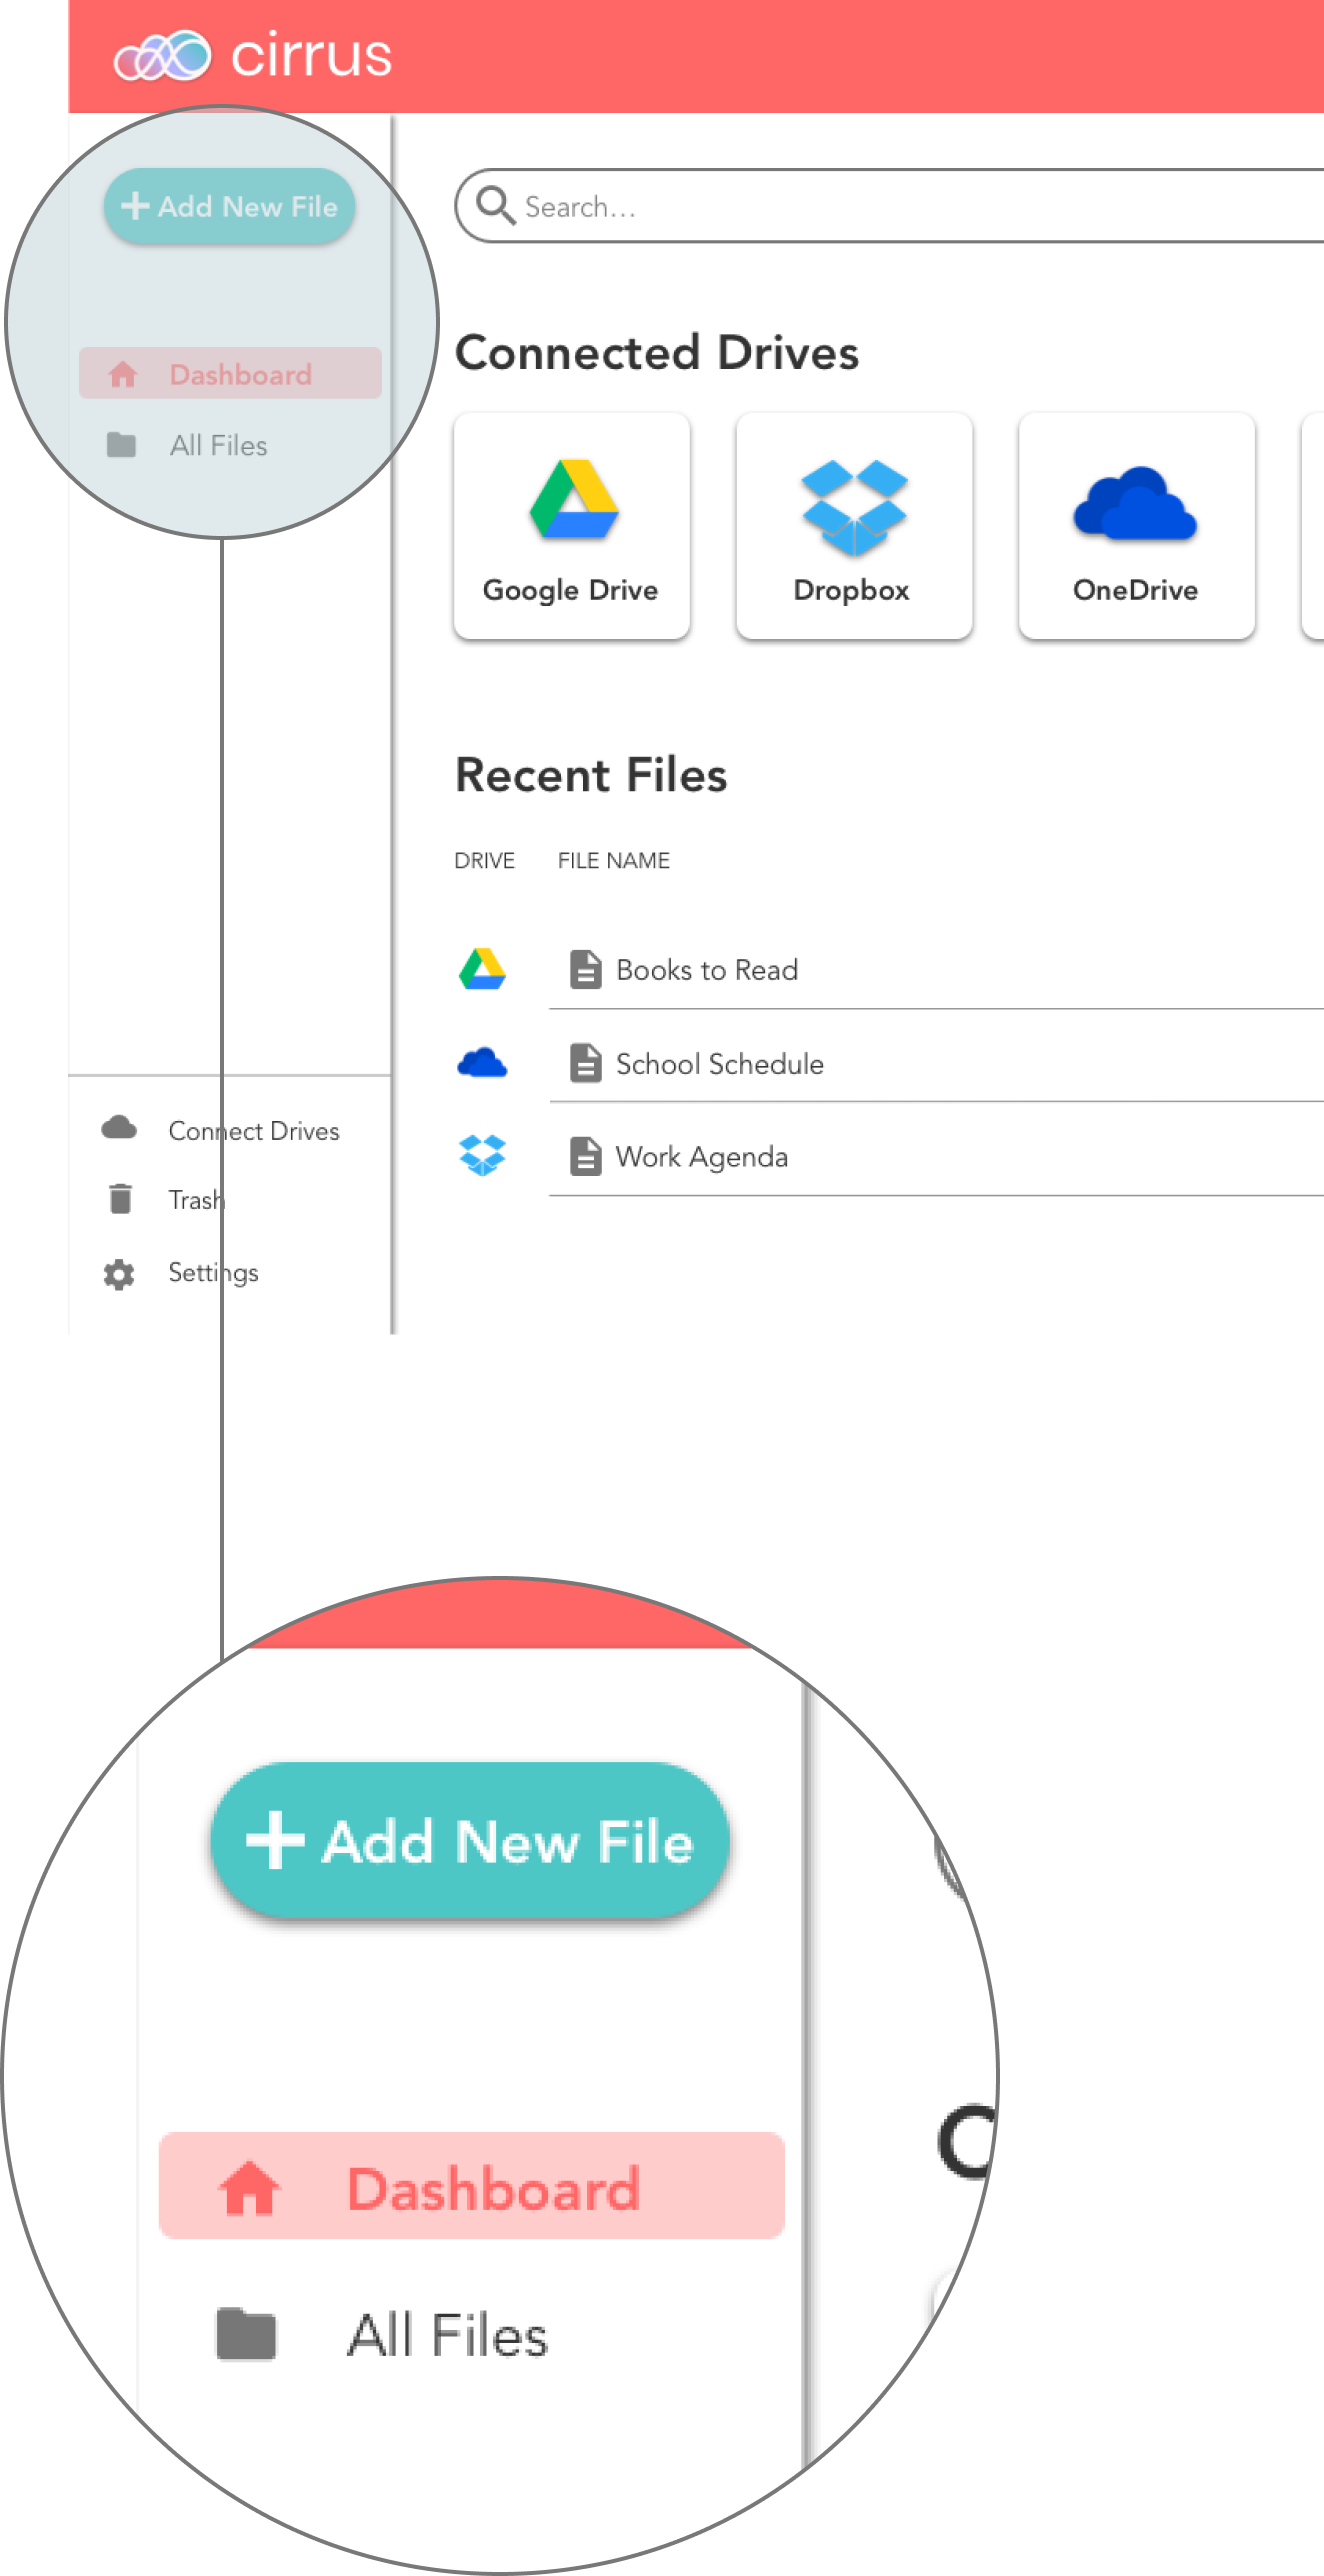 cirrus
+ Add New File
Dashboard
All Files
Search...
Connected Drives
Google Drive
Dropbox
OneDrive
Recent Files
DRIVE FILE NAME
Books to Read
School Schedule
Work Agenda
Connect Drives
Trash
Settings
+ Add New File
Dashboard
All Files
C